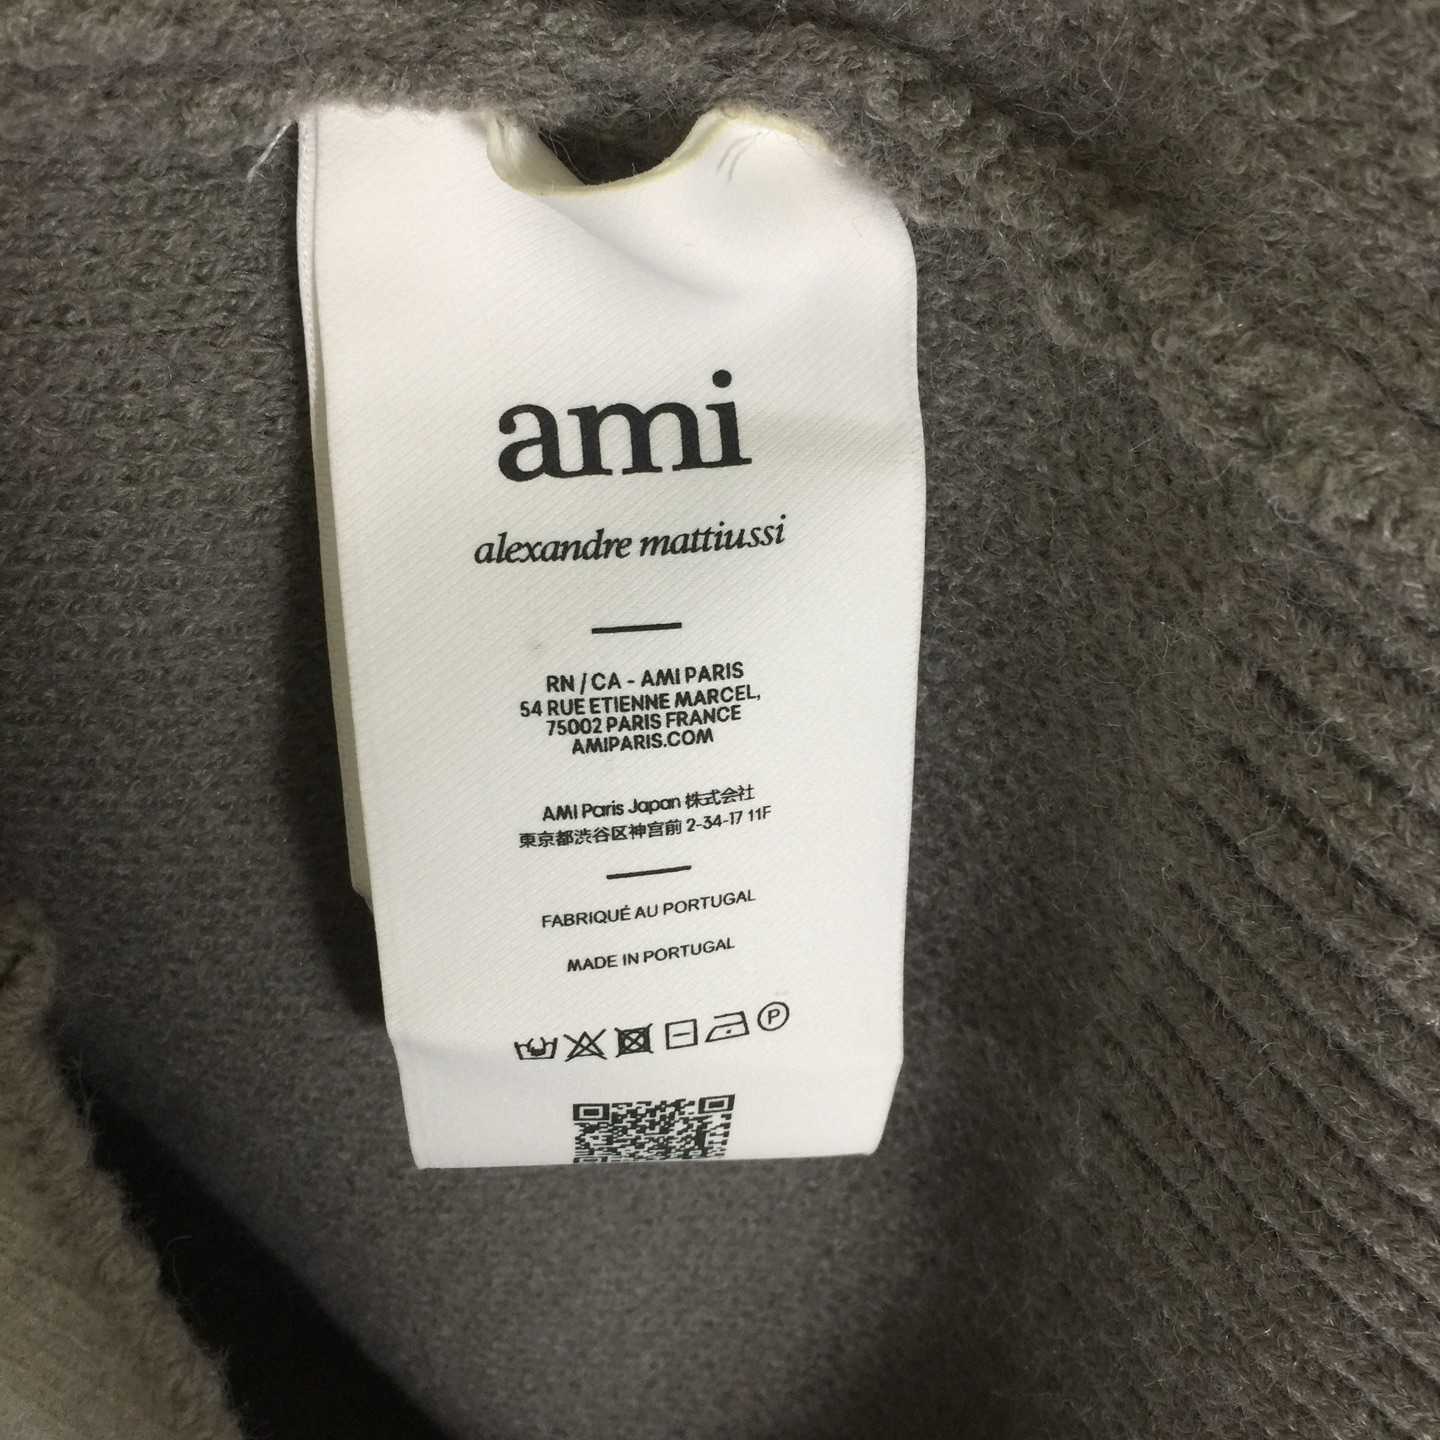 ami
alexandre mattiussi
RN / CA - AMI PARIS
54 RUE ETIENNE MARCEL,
75002 PARIS FRANCE
AMIPARIS.COM
AMI Paris Japan 株式会社
東京都渋谷区神宮前 2-34-17 11F
FABRIQUÉ AU PORTUGAL
MADE IN PORTUGAL
P